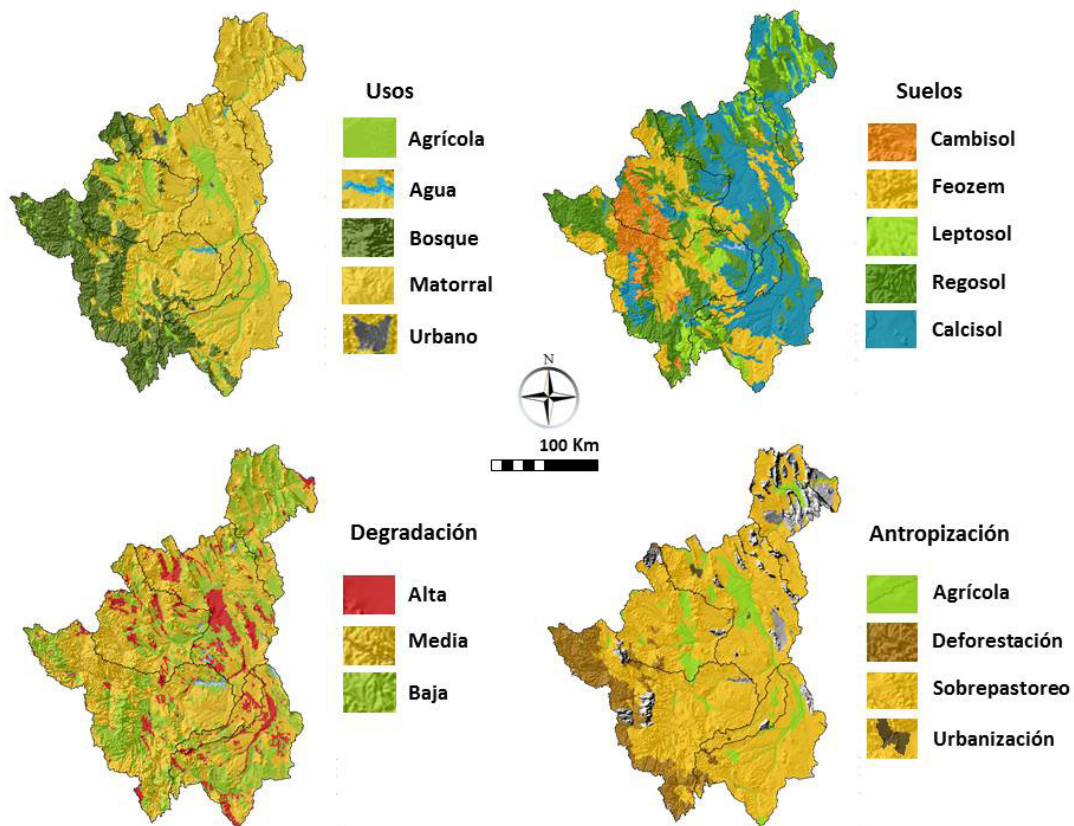 Usos
Agrícola
Agua
Bosque
Matorral
Urbano
Suelos
Cambisol
Feozem
Leptosol
Regosol
Calcisol
N
100 Km
Degradación
Alta
Media
Baja
Antropización
Agrícola
Deforestación
Sobrepastoreo
Urbanización